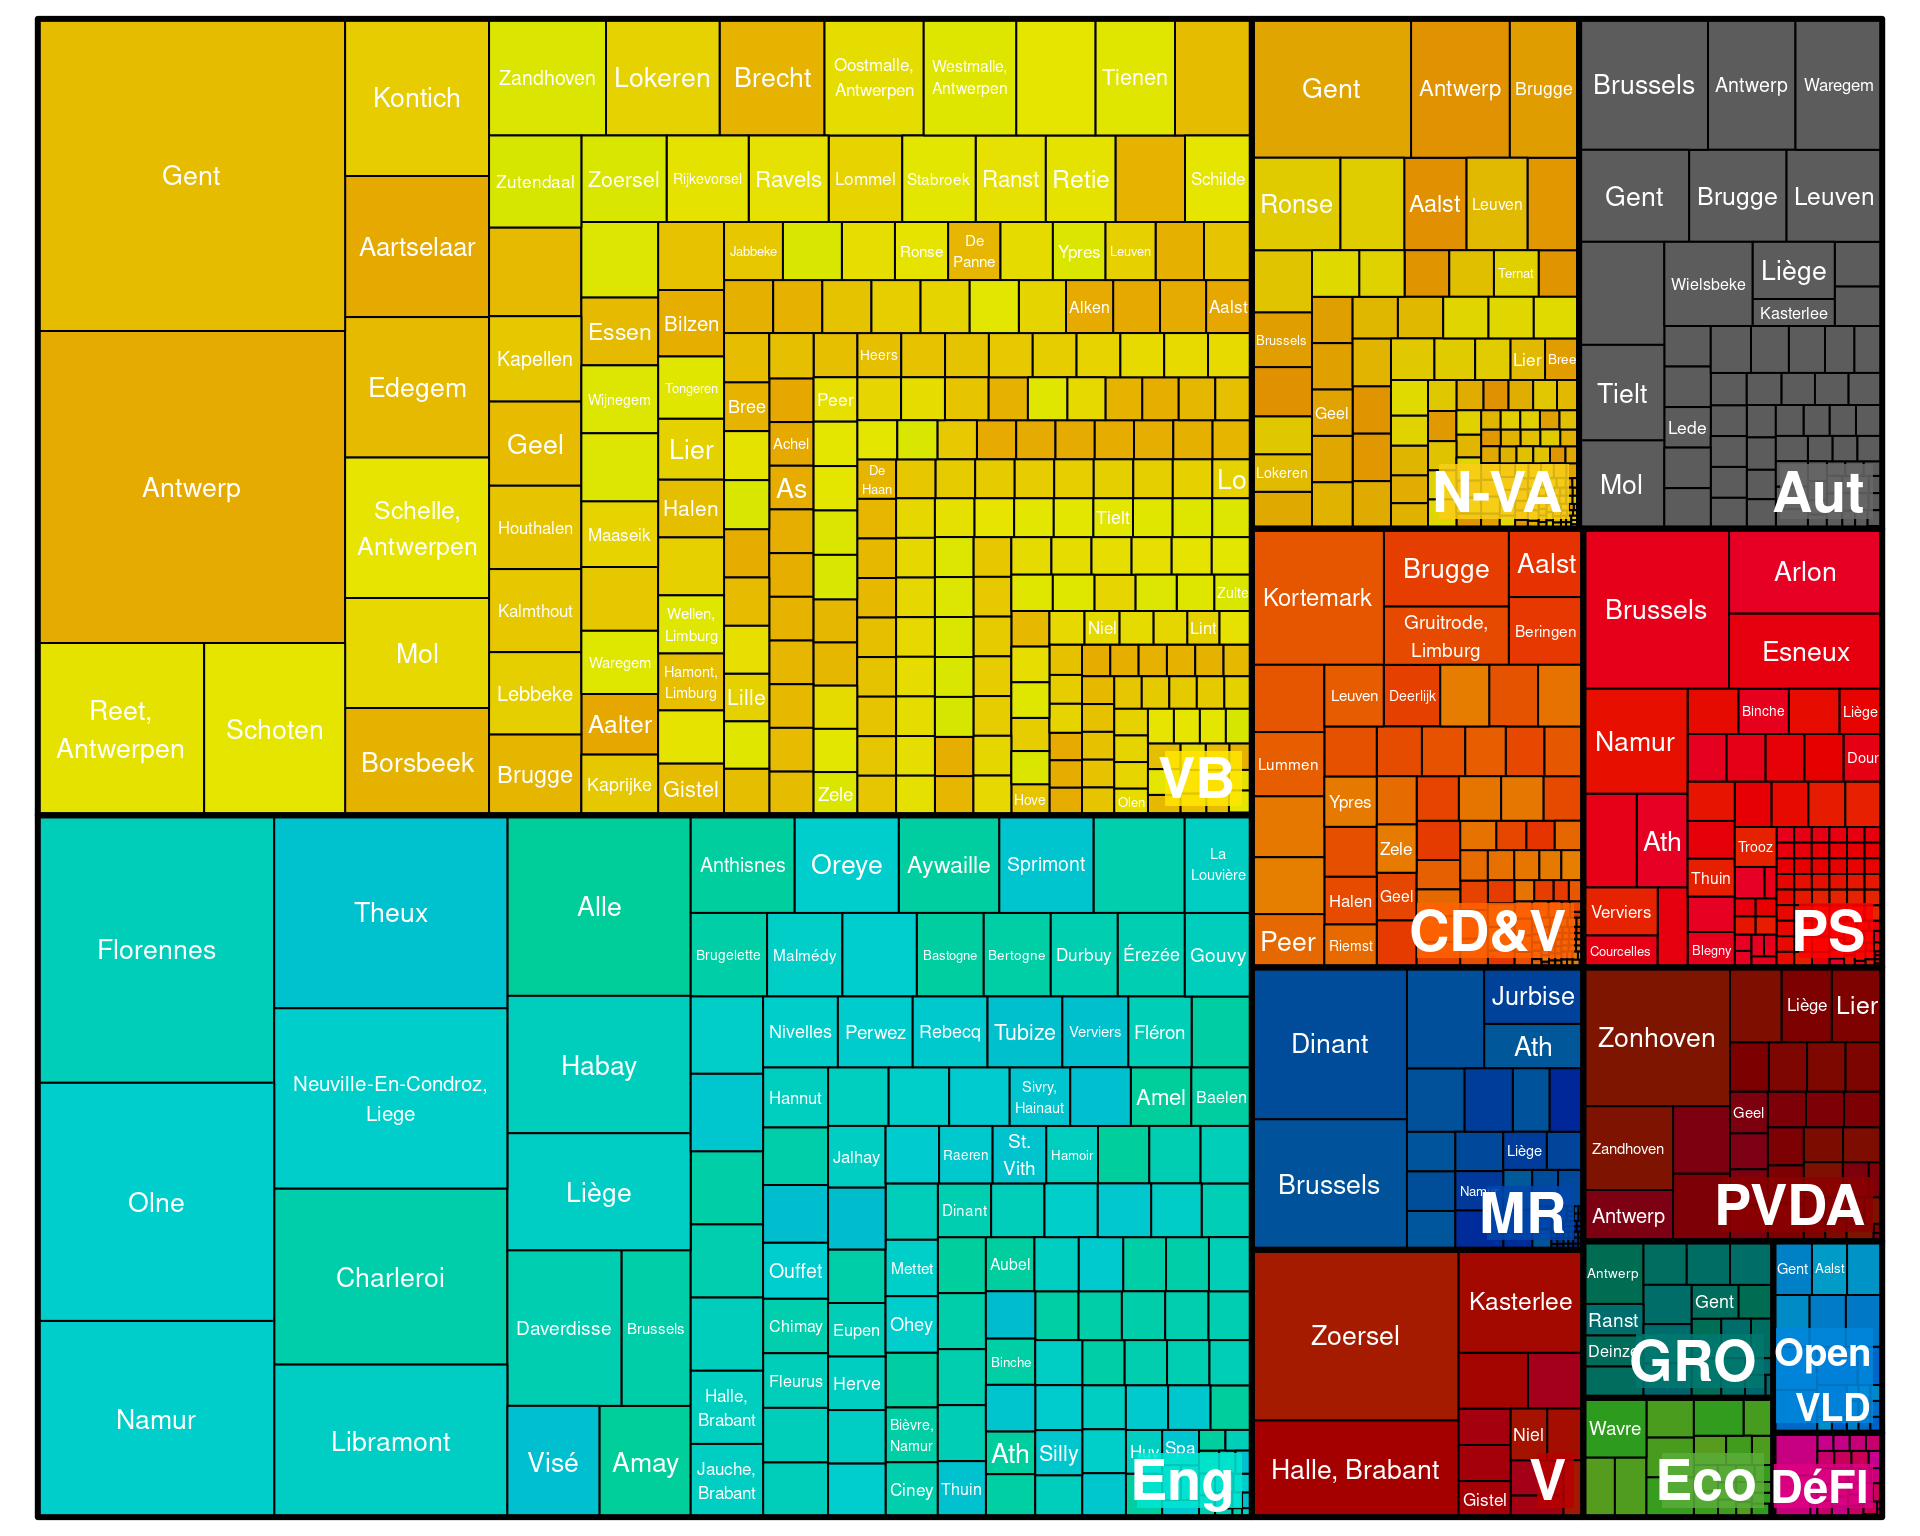 Gent
Antwerp
Reet,
Antwerpen
Schoten
Kontich
Aartselaar
Edegem
Schelle,
Antwerpen
Mol
Borsbeek
Zandhoven
Lokeren
Brecht
Oostmalle,
Antwerpen
Westmalle,
Antwerpen
Tienen
Zutendaal
Zoersel
Rijkevorsel
Ravels
Lommel
Stabroek
Ranst
Retie
Schilde
Kapellen
Geel
Houthalen
Kalmthout
Lebbeke
Brugge
Essen
Wijnegem
Maaseik
Waregem
Aalter
Kaprijke
Bilzen
Tongeren
Lier
Halen
Wellen,
Limburg
Hamont,
Limburg
Gistel
Jabbeke
Ronse
De
Panne
Ypres
Leuven
Alken
Aalst
Bree
Lille
Achel
As
Heers
Peer
Zele
De
Haan
Lo
Tielt
Zulte
Niel
Lint
Hove
Olen
VB
Florennes
Olne
Namur
Theux
Neuville-En-Condroz,
Liege
Charleroi
Libramont
Alle
Habay
Liège
Daverdisse
Brussels
Visé
Amay
Anthisnes
Oreye
Aywaille
Sprimont
La
Louvière
Brugelette
Malmédy
Bastogne
Bertogne
Durbuy
Érezée
Gouvy
Halle,
Brabant
Jauche,
Brabant
Nivelles
Perwez
Rebecq
Tubize
Verviers
Fléron
Hannut
Sivry,
Hainaut
Amel
Baelen
Ouffet
Chimay
Fleurus
Jalhay
Eupen
Herve
Raeren
St.
Vith
Hamoir
Mettet
Ohey
Bièvre,
Namur
Ciney
Dinant
Thuin
Aubel
Binche
Ath
Silly
Huy
Spa
Eng
Gent
Antwerp
Brugge
Ronse
Aalst
Leuven
Ternat
Brussels
Lokeren
Geel
Lier
Bree
N-VA
Brussels
Antwerp
Waregem
Gent
Brugge
Leuven
Tielt
Mol
Wielsbeke
Liège
Kasterlee
Lede
Aut
Kortemark
Brugge
Gruitrode,
Limburg
Aalst
Beringen
Lummen
Peer
Leuven
Deerlijk
Ypres
Halen
Riemst
Zele
Geel
CD&V
Brussels
Arlon
Esneux
Namur
Ath
Verviers
Courcelles
Binche
Liège
Dour
Thuin
Blegny
Trooz
PS
Dinant
Brussels
Jurbise
Ath
Liège
Nam
MR
Zonhoven
Zandhoven
Antwerp
Liège
Lier
Geel
PVDA
Zoersel
Halle, Brabant
Kasterlee
Gistel
Niel
V
Antwerp
Ranst
Deinze
Gent
GRO
Gent
Aalst
Open
VLD
Wavre
Eco
DéFI